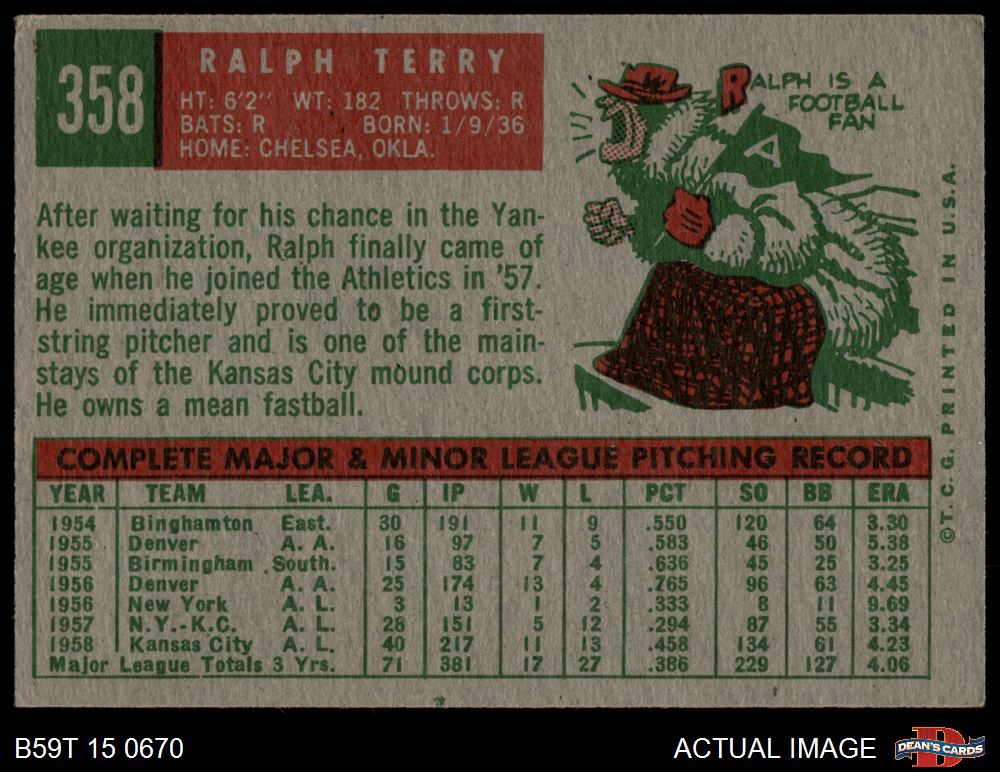 358
RALPH TERRY
HT: 6'2" WT: 182 THROWS: R
BATS: R BORN: 1/9/36
HOME: CHELSEA, OKLA.
RALPH IS A
FOOTBALL
FAN
A
After waiting for his chance in the Yan-
kee organization, Ralph finally came of
age when he joined the Athletics in '57.
He immediately proved to be a first-
string pitcher and is one of the main-
stays of the Kansas City mound corps.
He owns a mean fastball.
COMPLETE MAJOR & MINOR LEAGUE PITCHING RECORD
YEAR TEAM LEA. G IP W L PCT SO BB ERA
1954 Binghamton East. 30 191 11 9 .550 120 64 3.30
1955 Denver A. A. 16 97 7 5 .583 46 50 5.38
1955 Birmingham South. 15 83 7 4 .636 45 25 3.25
1956 Denver A. A. 25 174 13 4 .765 96 63 4.45
1956 New York A. L. 3 13 1 2 .333 8 11 9.69
1957 N.Y.-K.C. A. L. 28 151 5 12 .294 87 55 3.34
1958 Kansas City A. L. 40 217 11 13 .458 134 61 4.23
Major League Totals 3 Yrs. 71 381 17 27 .386 229 127 4.06
©T. C. G. PRINTED IN U.S.A.
B59T 15 0670
ACTUAL IMAGE
D
DEAN'S CARDS